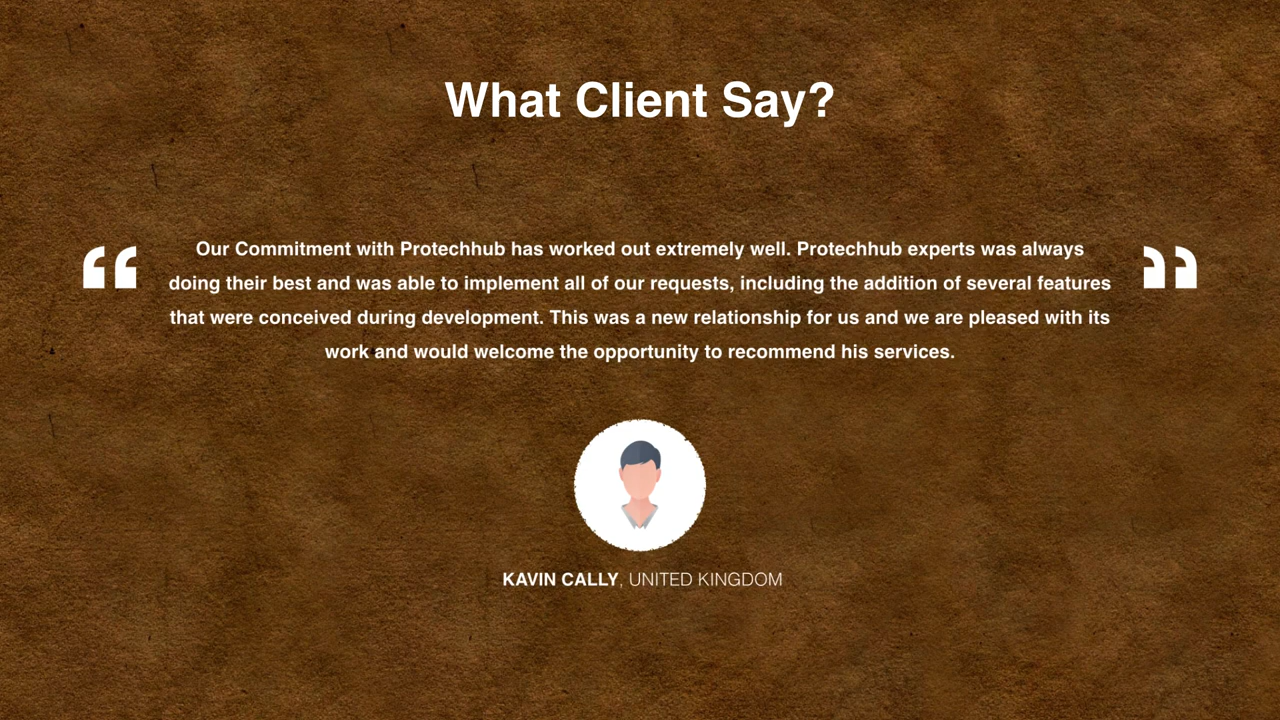 What Client Say?
Our Commitment with Protechhub has worked out extremely well. Protechhub experts was always
doing their best and was able to implement all of our requests, including the addition of several features
that were conceived during development. This was a new relationship for us and we are pleased with its
work and would welcome the opportunity to recommend his services.
KAVIN CALLY, UNITED KINGDOM